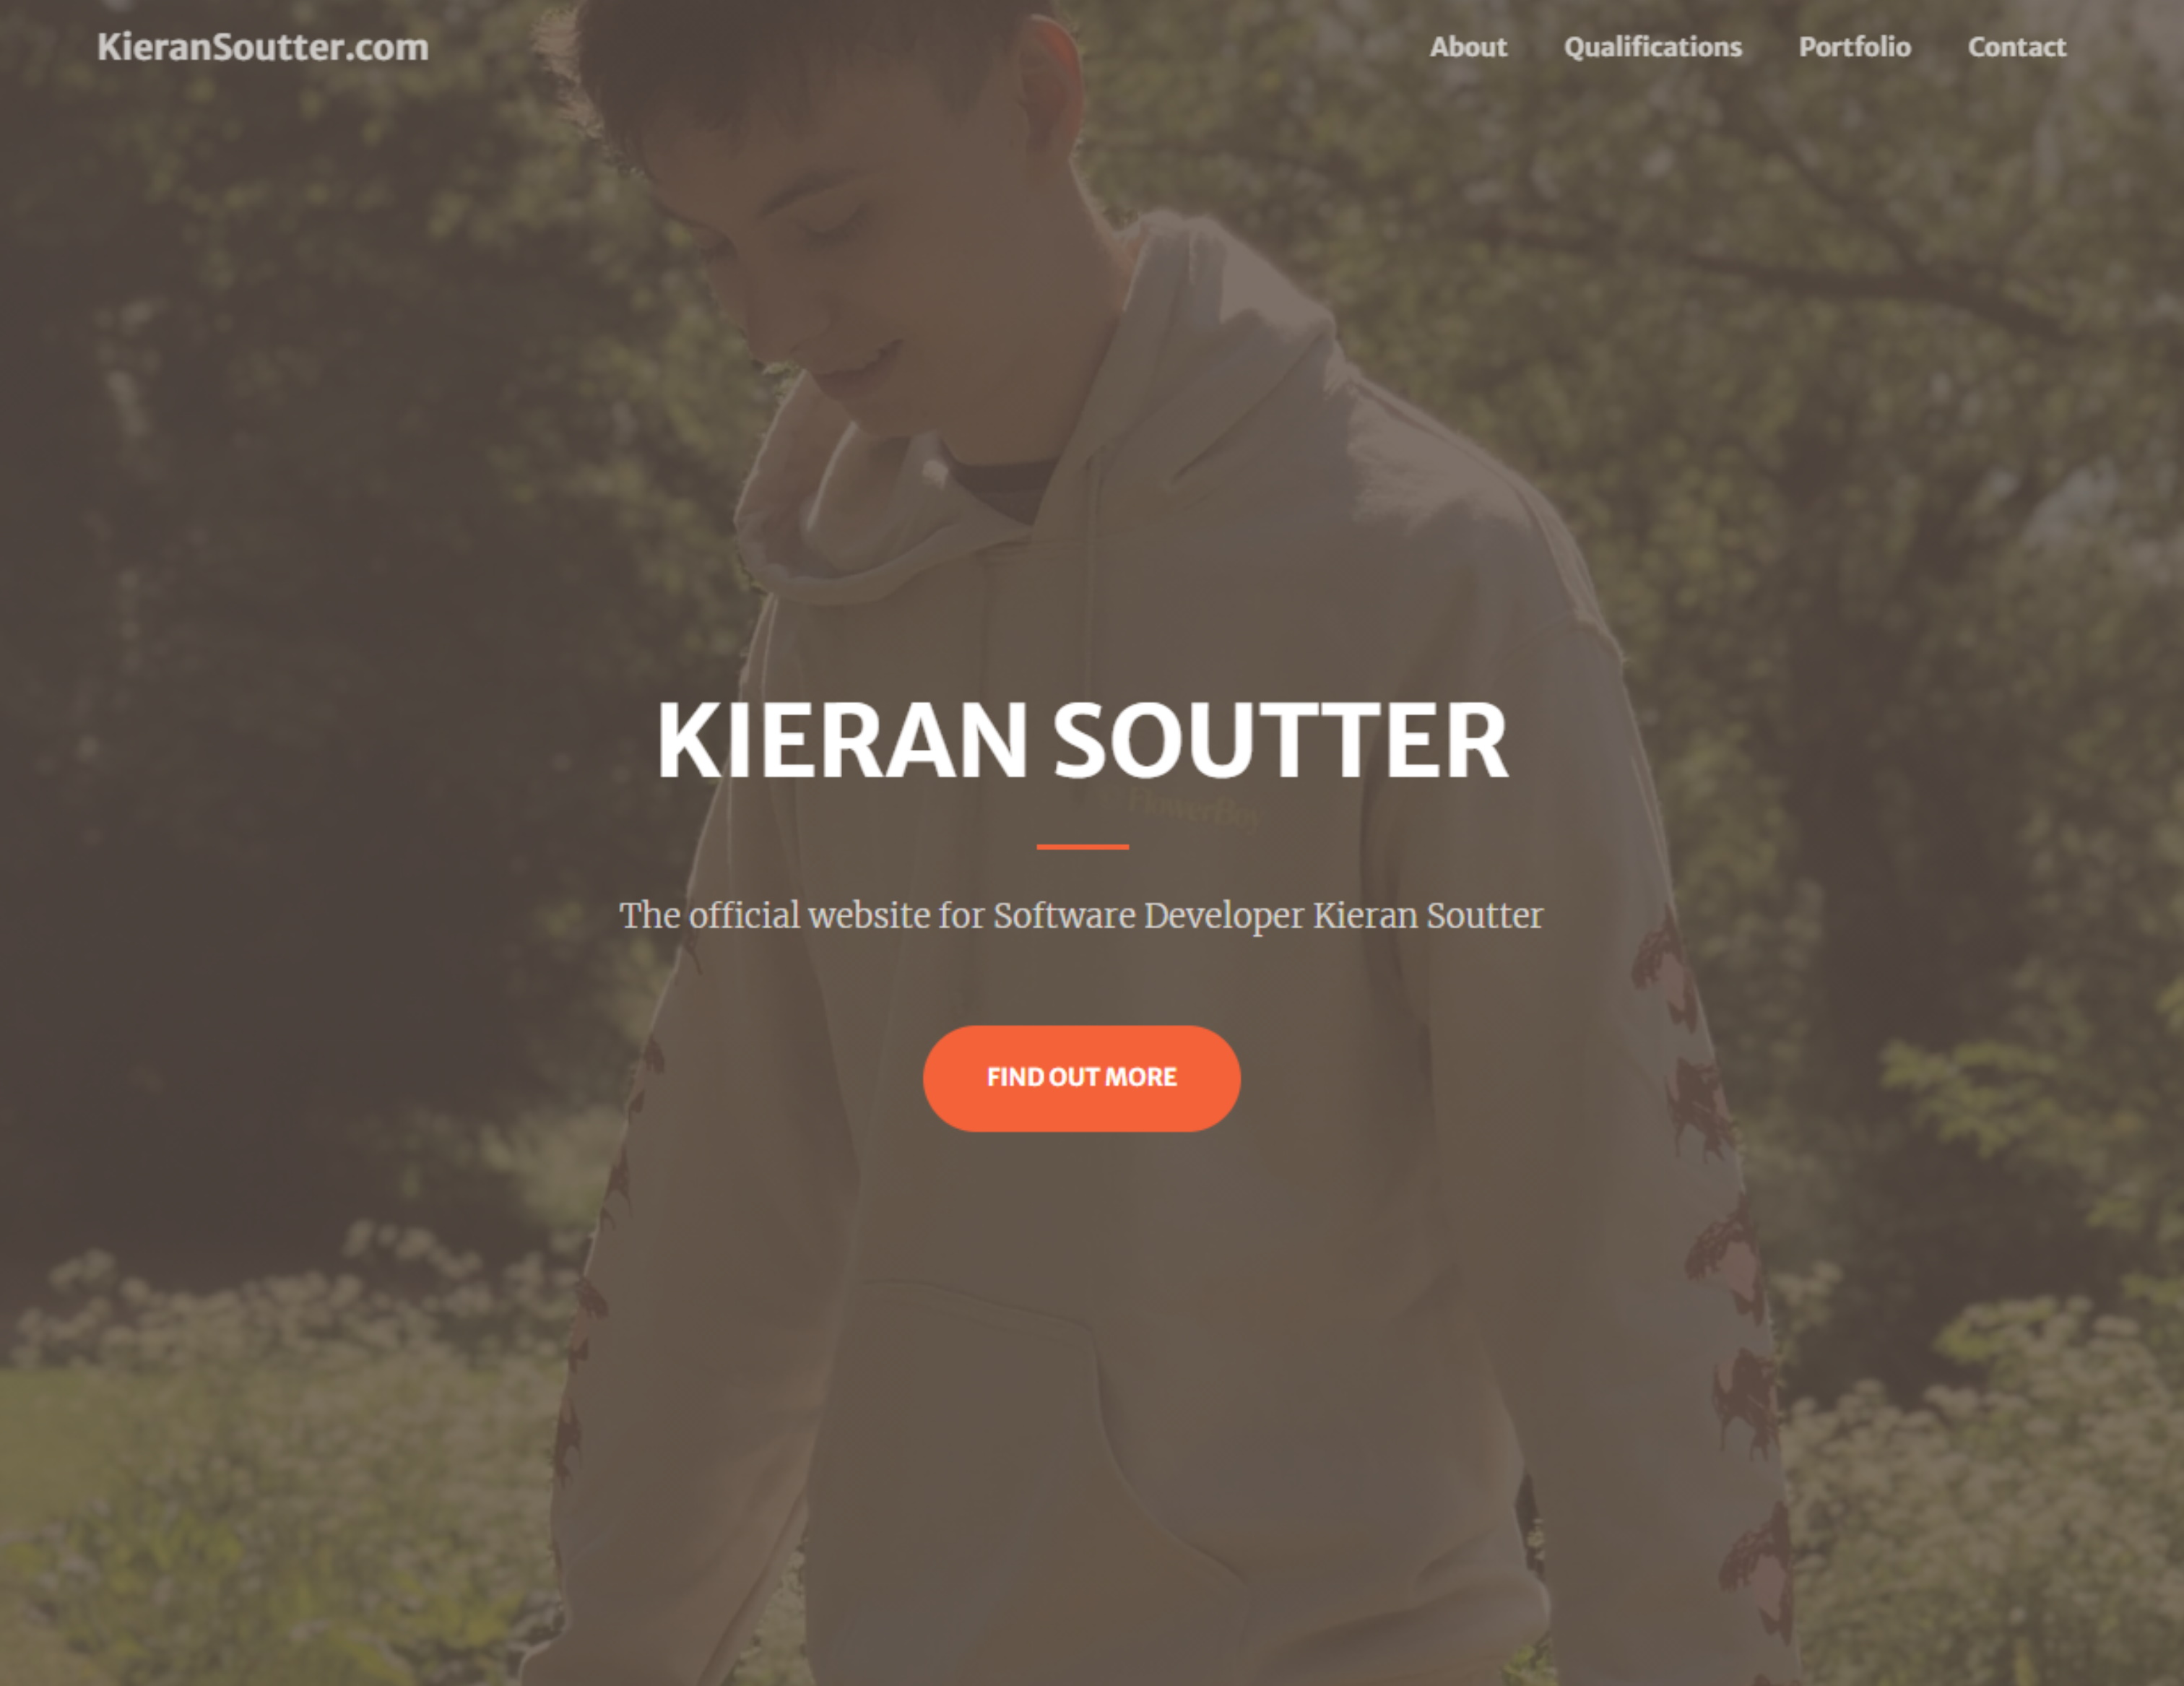 KieranSoutter.com
About Qualifications Portfolio Contact
KIERAN SOUTTER
FlowerBoy
The official website for Software Developer Kieran Soutter
FIND OUT MORE